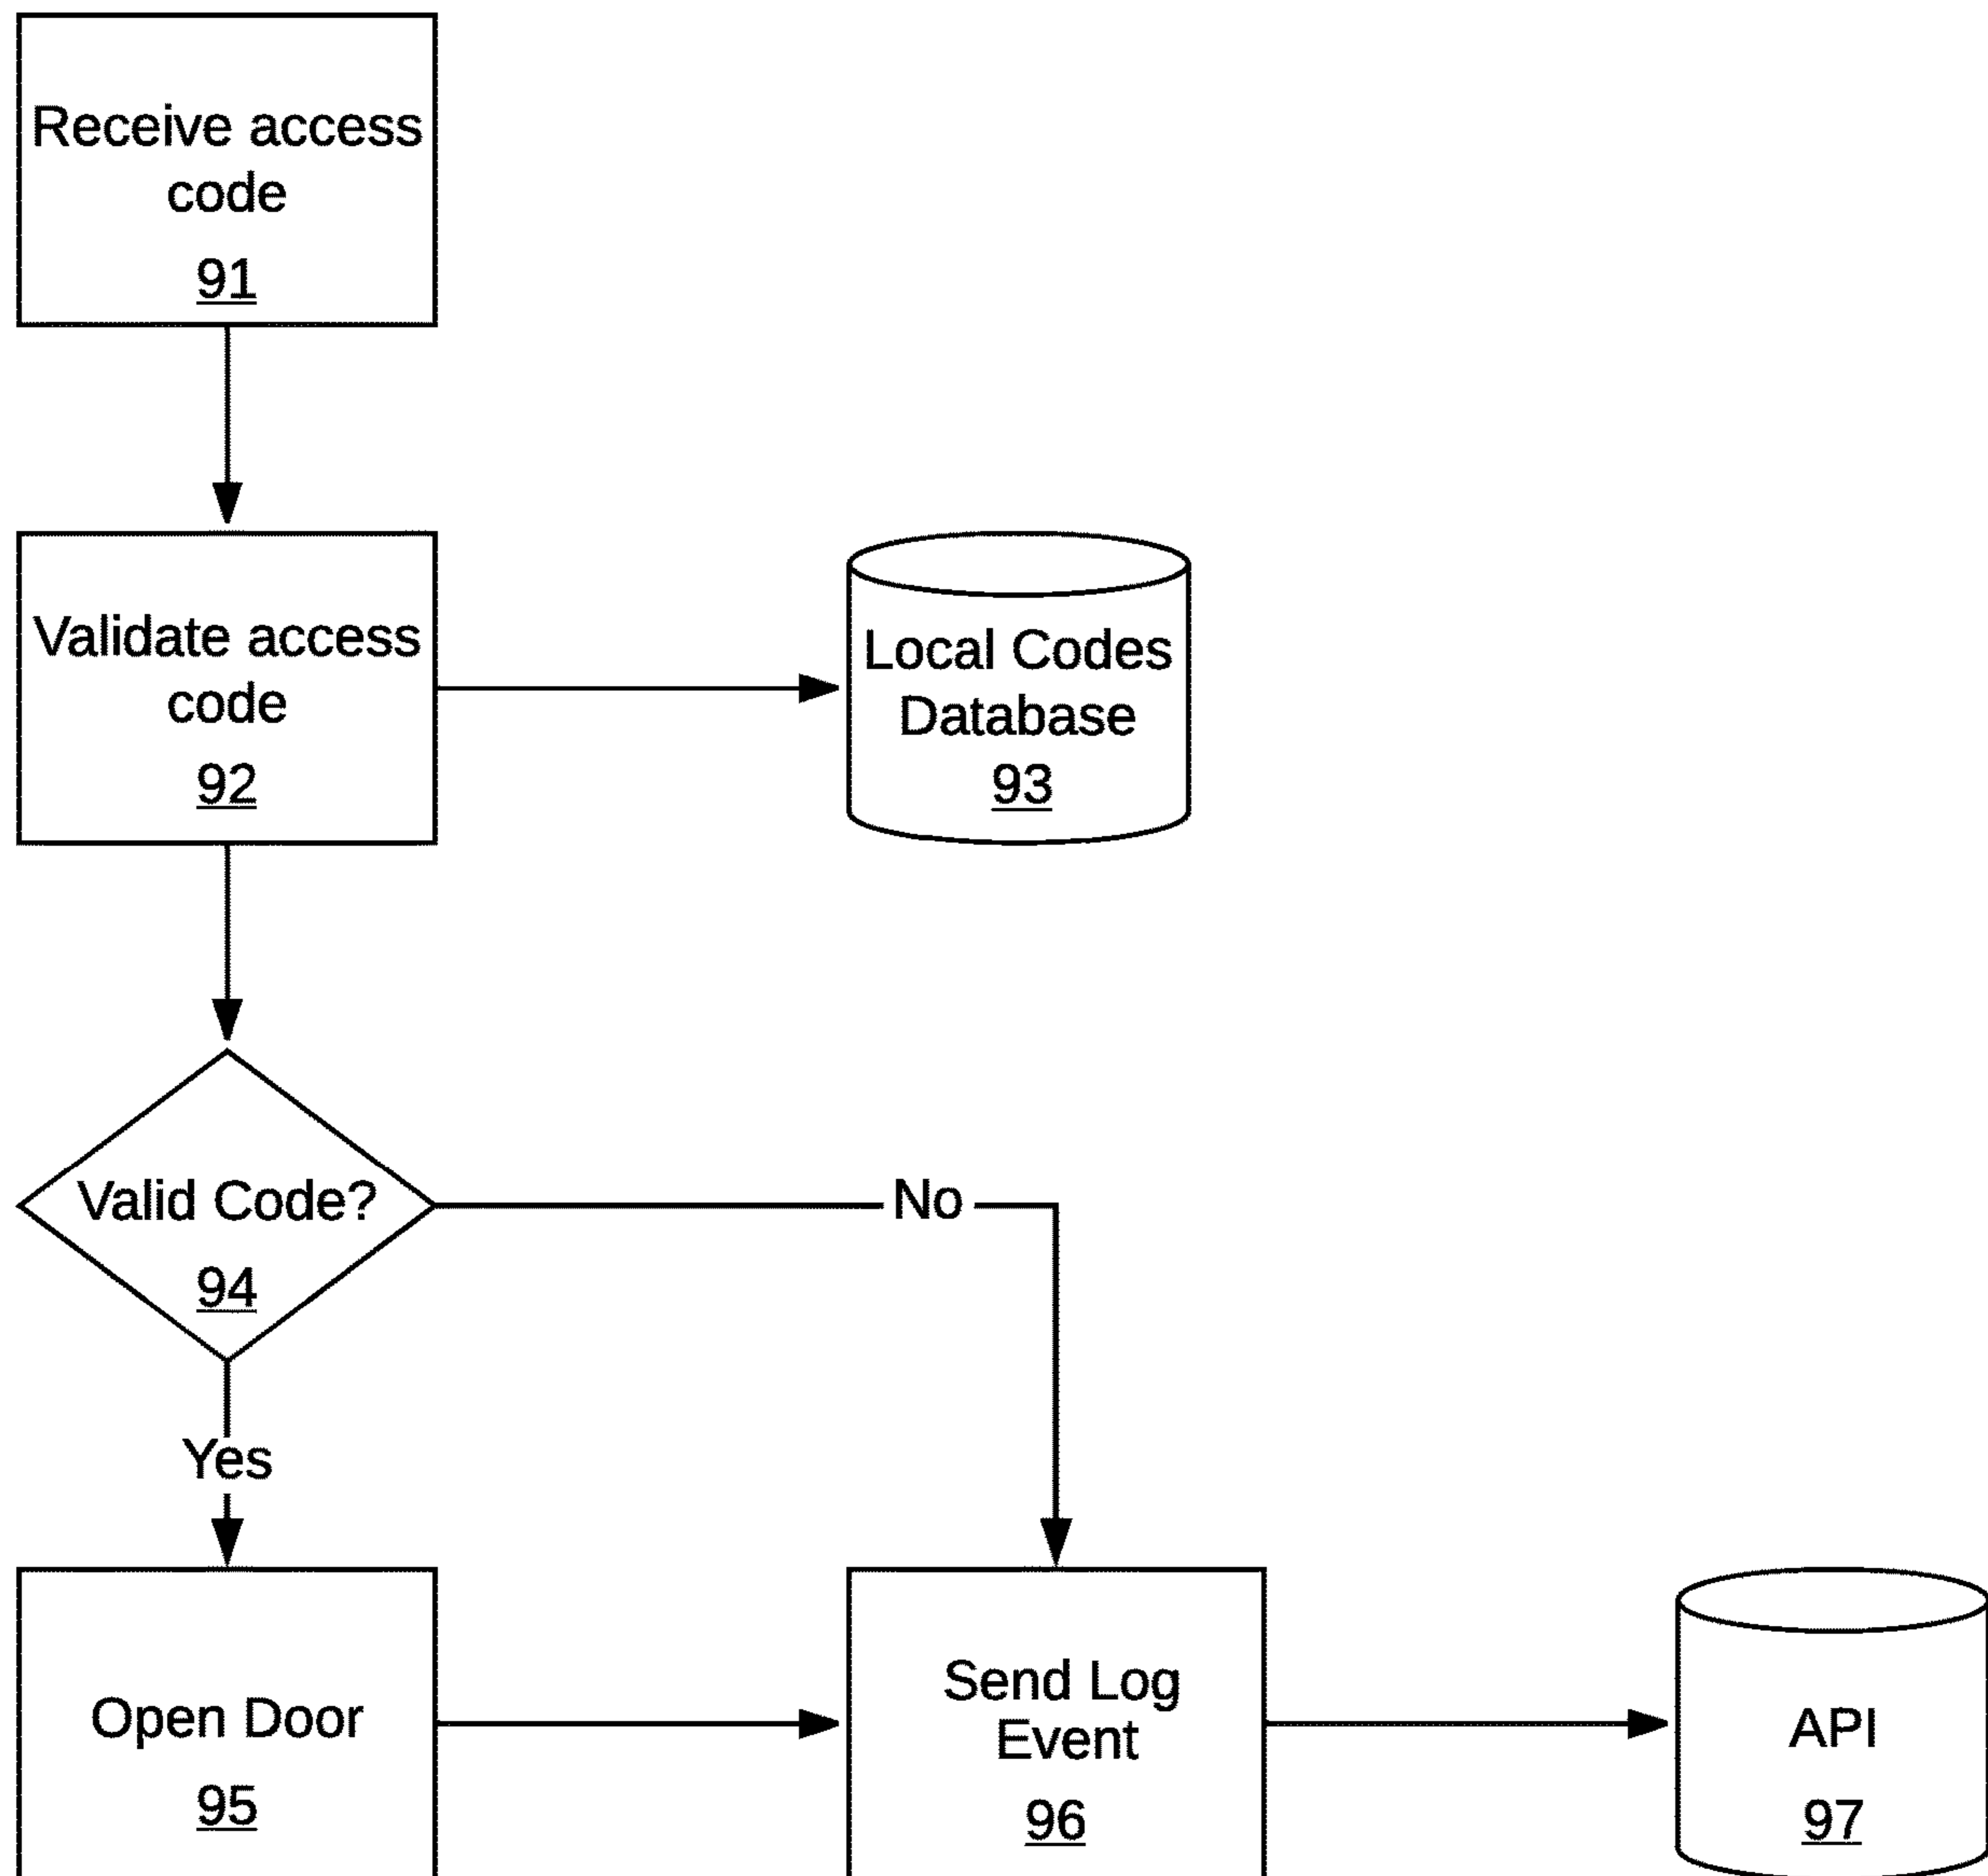 Receive access
code
91
Validate access
code
92
Local Codes
Database
93
Valid Code?
94
No
Yes
Open Door
95
Send Log
Event
96
API
97